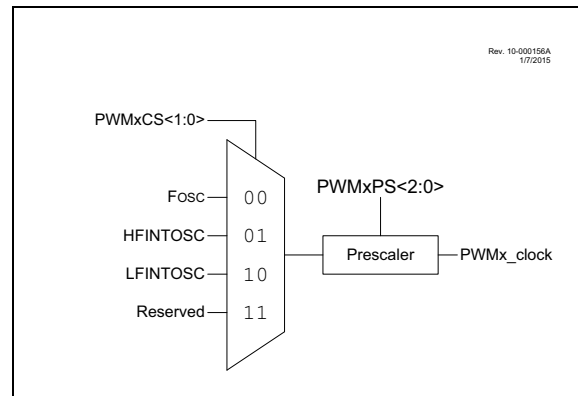 Rev. 10-000156A
1/7/2015
PWMxCS<1:0>
PWMxPS<2:0>
FOSC 00
HFINTOSC 01
Prescaler PWMx_clock
LFINTOSC 10
Reserved 11